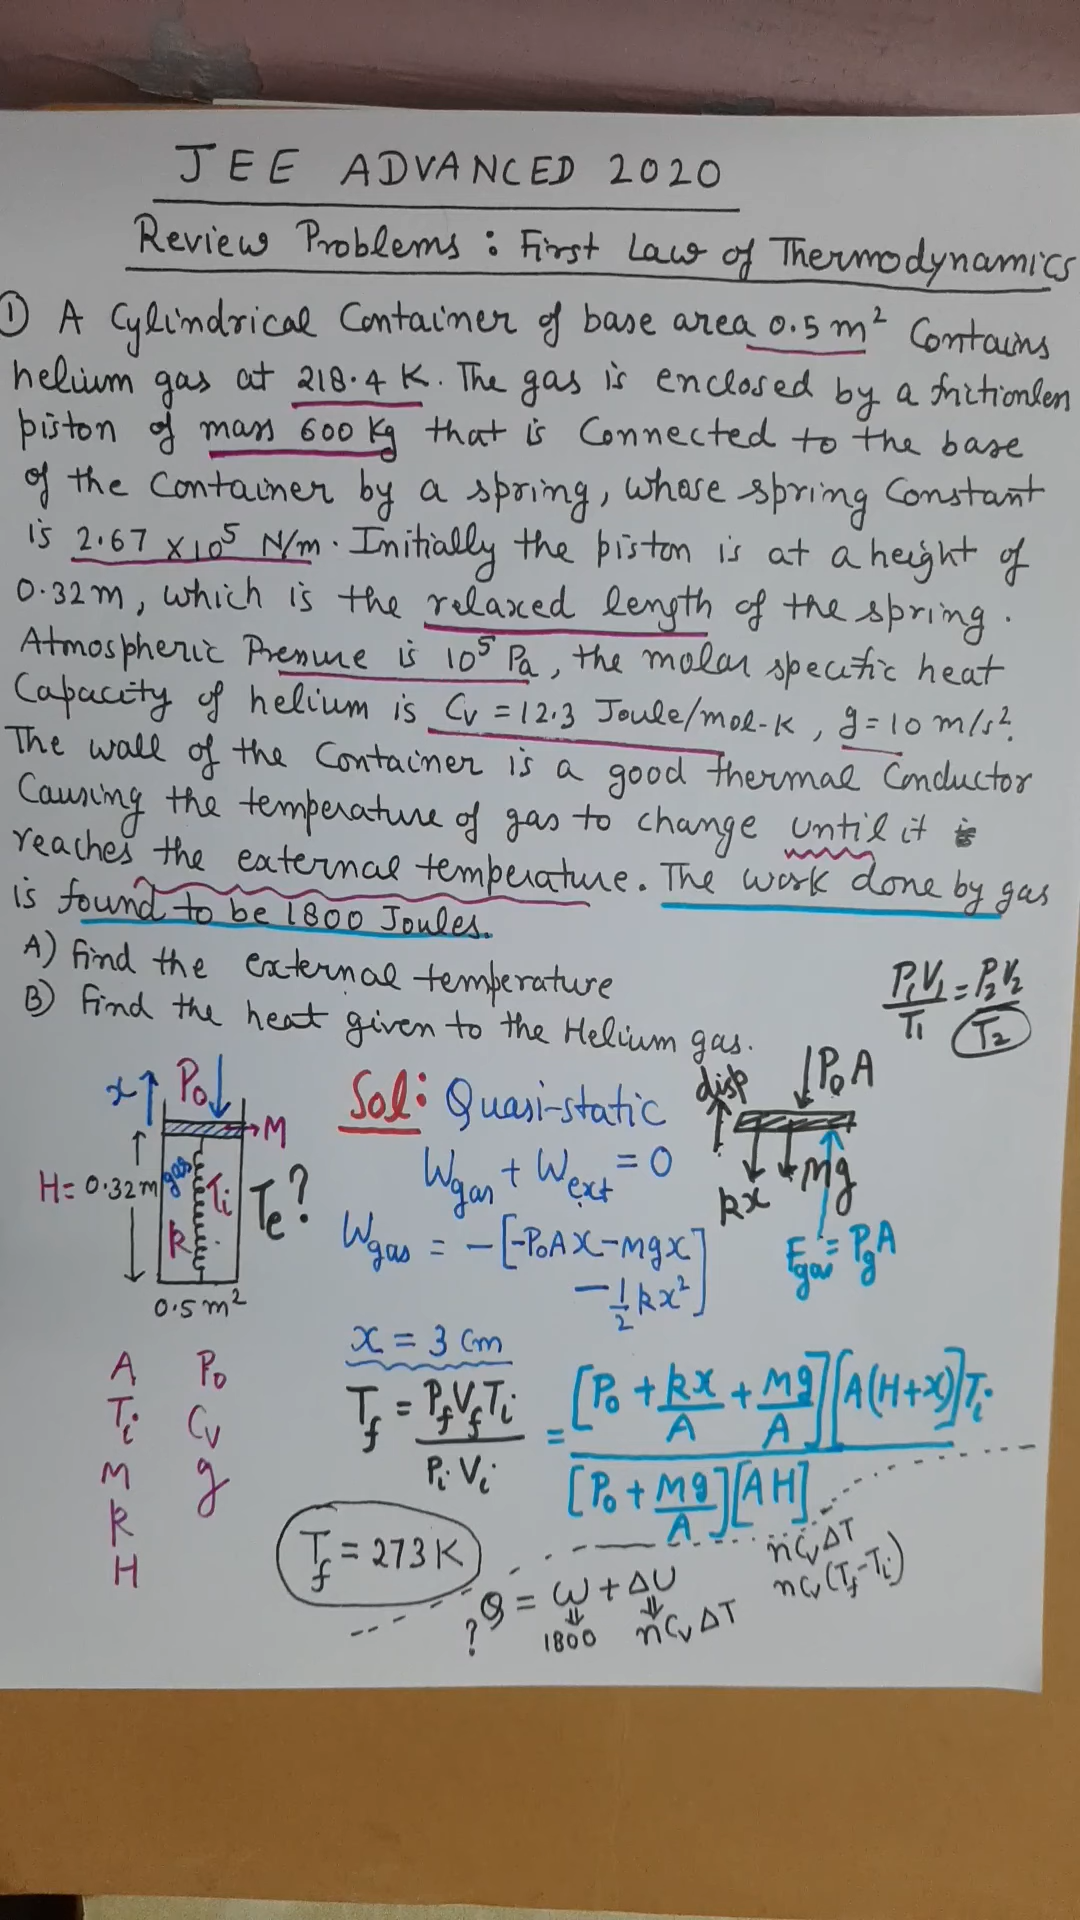 JEE ADVANCED 2020
Review Problems : First Law of Thermodynamics
① A Cylindrical Container of base area 0.5 m² Contains
helium gas at 218.4 K. The gas is enclosed by a frictionless
piston of mass 600 kg that is Connected to the base
of the Container by a spring, whose spring Constant
is 2.67 × 10⁵ N/m. Initially the piston is at a height of
0.32 m, which is the relaxed length of the spring.
Atmospheric Pressure is 10⁵ Pa, the molar specific heat
Capacity of helium is Cv = 12.3 Joule/mol-K, g = 10 m/s².
The wall of the Container is a good thermal Conductor
Causing the temperature of gas to change until it
reaches the external temperature. The work done by gas
is found to be 1800 Joules.
A) Find the external temperature
B) Find the heat given to the Helium gas.
P₁V₁/T₁ = P₂V₂/T₂
x P₀
M
H = 0.32 m
gas
Ti
k
Te?
0.5 m²
Sol: Quasi-static
Wgas + Wext = 0
Wgas = -[-P₀Ax - Mgx - ½kx²]
disp
P₀A
kx
Mg
Fgas = PgA
x = 3 cm
Tf = PfVfTi / PiVi = [P₀ + kx/A + Mg/A][A(H+x)]Ti / [P₀ + Mg/A][AH]
A P₀
Ti Cv
M g
k
H
Tf = 273 K
nCvΔT
nCv(Tf - Ti)
Q = W + ΔU
? 1800 nCvΔT